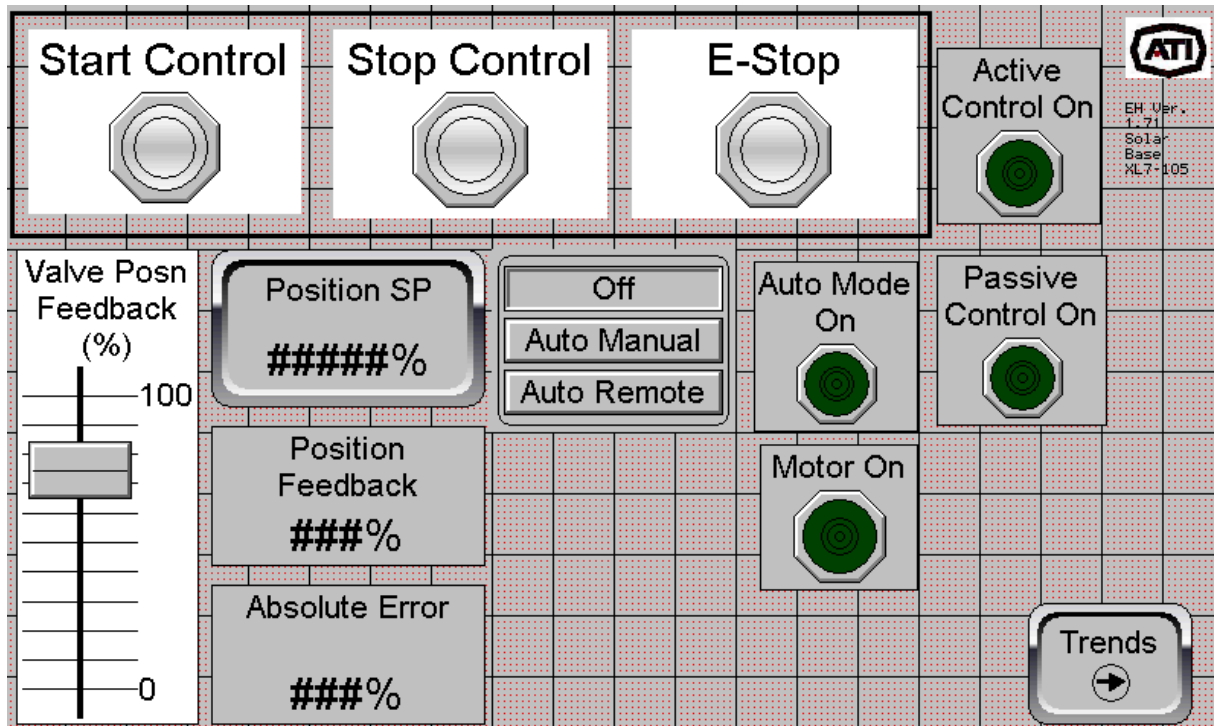 Start Control
Stop Control
E-Stop
Active
Control On
ATI
EH Ver.
1.71
Solar
Base
XL7-105
Valve Posn
Feedback
(%)
100
0
Position SP
#####%
Off
Auto Manual
Auto Remote
Auto Mode
On
Passive
Control On
Position
Feedback
###%
Motor On
Absolute Error
###%
Trends